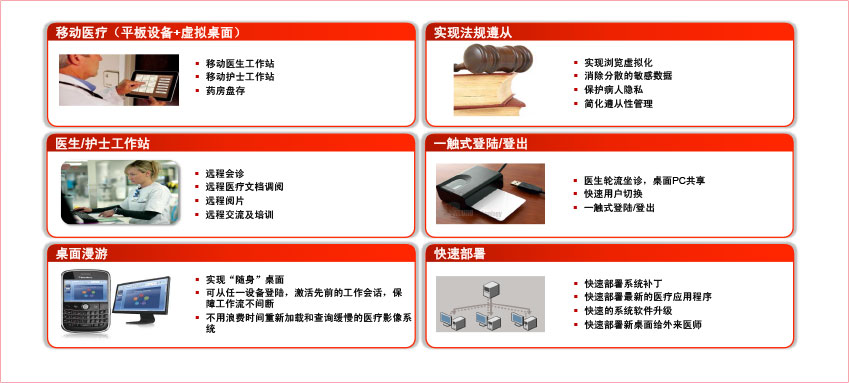 移动医疗（平板设备+虚拟桌面）
移动医生工作站
移动护士工作站
药房盘存
实现法规遵从
实现浏览虚拟化
消除分散的敏感数据
保护病人隐私
简化遵从性管理
医生/护士工作站
远程会诊
远程医疗文档调阅
远程阅片
远程交流及培训
一触式登陆/登出
医生轮流坐诊，桌面PC共享
快速用户切换
一触式登陆/登出
桌面漫游
实现“随身”桌面
可从任一设备登陆，激活先前的工作会话，保
障工作流不间断
不用浪费时间重新加载和查询缓慢的医疗影像系
统
快速部署
快速部署系统补丁
快速部署最新的医疗应用程序
快速的系统软件升级
快速部署新桌面给外来医师